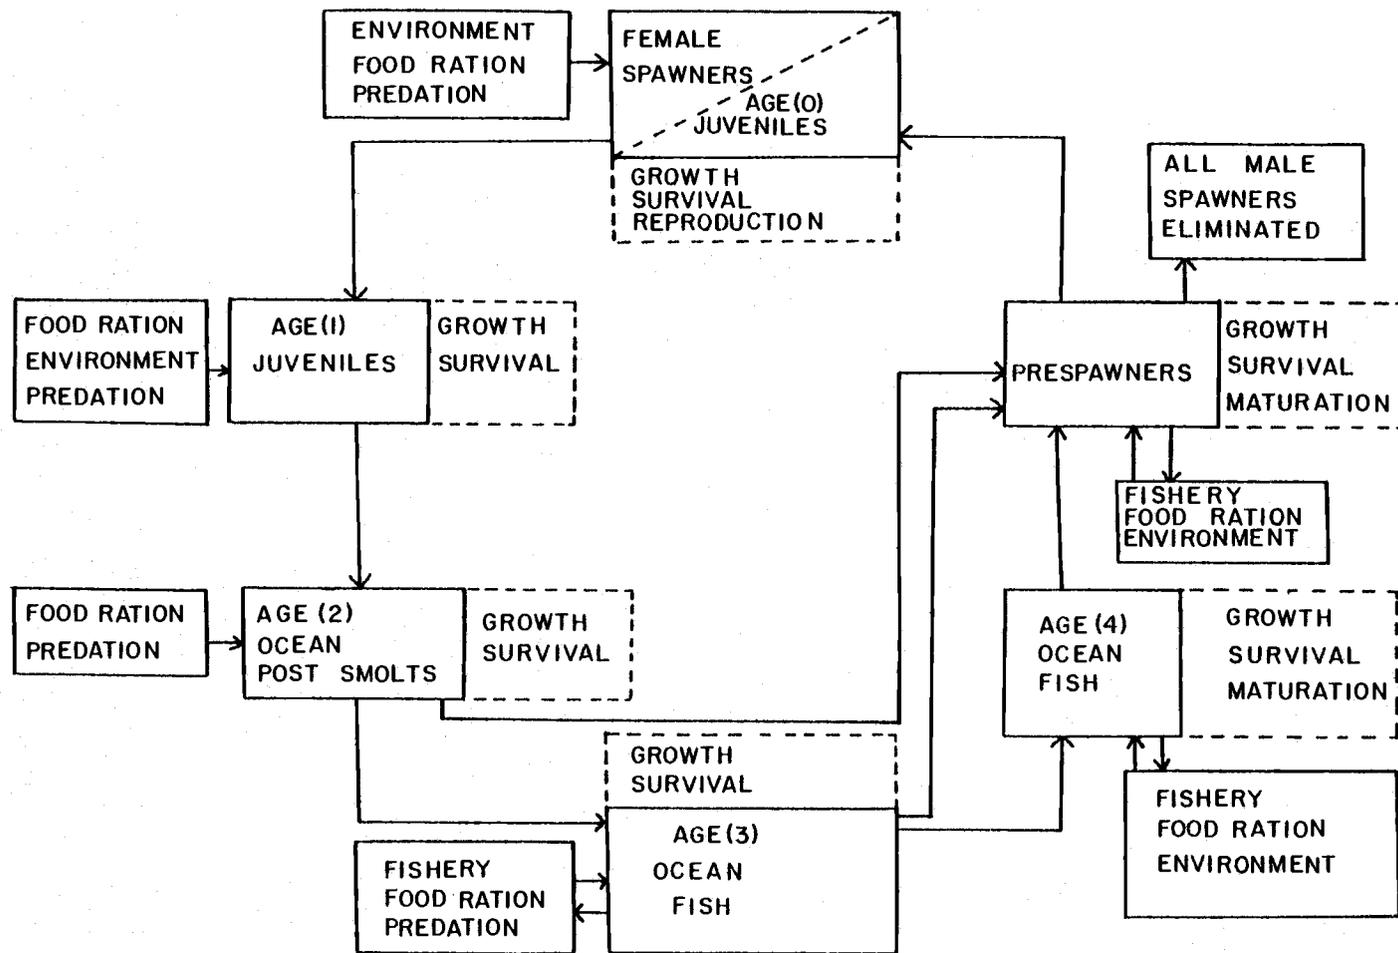 ENVIRONMENT
FOOD RATION
PREDATION
FEMALE
SPAWNERS
AGE(0)
JUVENILES
GROWTH
SURVIVAL
REPRODUCTION
ALL MALE
SPAWNERS
ELIMINATED
FOOD RATION
ENVIRONMENT
PREDATION
AGE(1)
JUVENILES
GROWTH
SURVIVAL
PRESPAWNERS
GROWTH
SURVIVAL
MATURATION
FISHERY
FOOD RATION
ENVIRONMENT
FOOD RATION
PREDATION
AGE (2)
OCEAN
POST SMOLTS
GROWTH
SURVIVAL
AGE(4)
OCEAN
FISH
GROWTH
SURVIVAL
MATURATION
GROWTH
SURVIVAL
AGE(3)
OCEAN
FISH
FISHERY
FOOD RATION
PREDATION
FISHERY
FOOD RATION
ENVIRONMENT